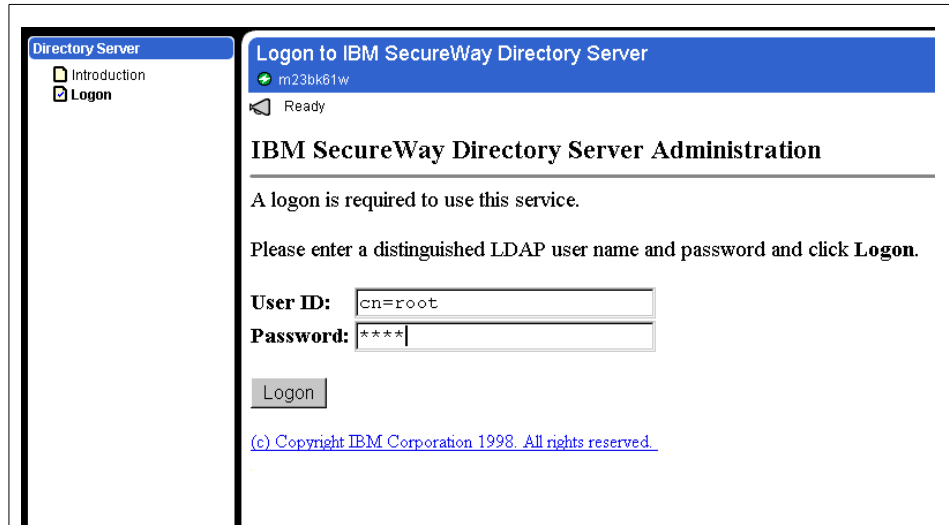 Directory Server
Introduction
Logon
Logon to IBM SecureWay Directory Server
m23bk61w
Ready
IBM SecureWay Directory Server Administration
A logon is required to use this service.
Please enter a distinguished LDAP user name and password and click Logon.
User ID: cn=root
Password: ****
Logon
(c) Copyright IBM Corporation 1998. All rights reserved.